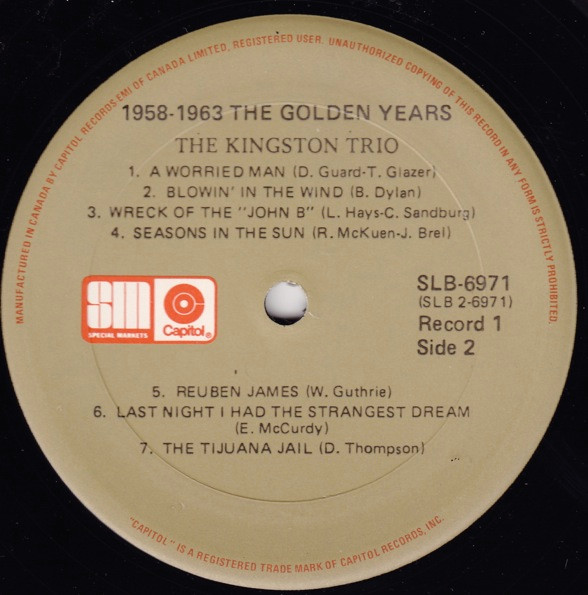 MANUFACTURED IN CANADA BY CAPITOL RECORDS EMI OF CANADA LIMITED, REGISTERED USER. UNAUTHORIZED COPYING OF THIS RECORD IN ANY FORM IS STRICTLY PROHIBITED.
1958-1963 THE GOLDEN YEARS
THE KINGSTON TRIO
1. A WORRIED MAN (D. Guard-T. Glazer)
2. BLOWIN' IN THE WIND (B. Dylan)
3. WRECK OF THE "JOHN B" (L. Hays-C. Sandburg)
4. SEASONS IN THE SUN (R. McKuen-J. Brel)
SM
SPECIAL MARKETS
Capitol®
SLB-6971
(SLB 2-6971)
Record 1
Side 2
5. REUBEN JAMES (W. Guthrie)
6. LAST NIGHT I HAD THE STRANGEST DREAM
(E. McCurdy)
7. THE TIJUANA JAIL (D. Thompson)
"CAPITOL" IS A REGISTERED TRADE MARK OF CAPITOL RECORDS, INC.